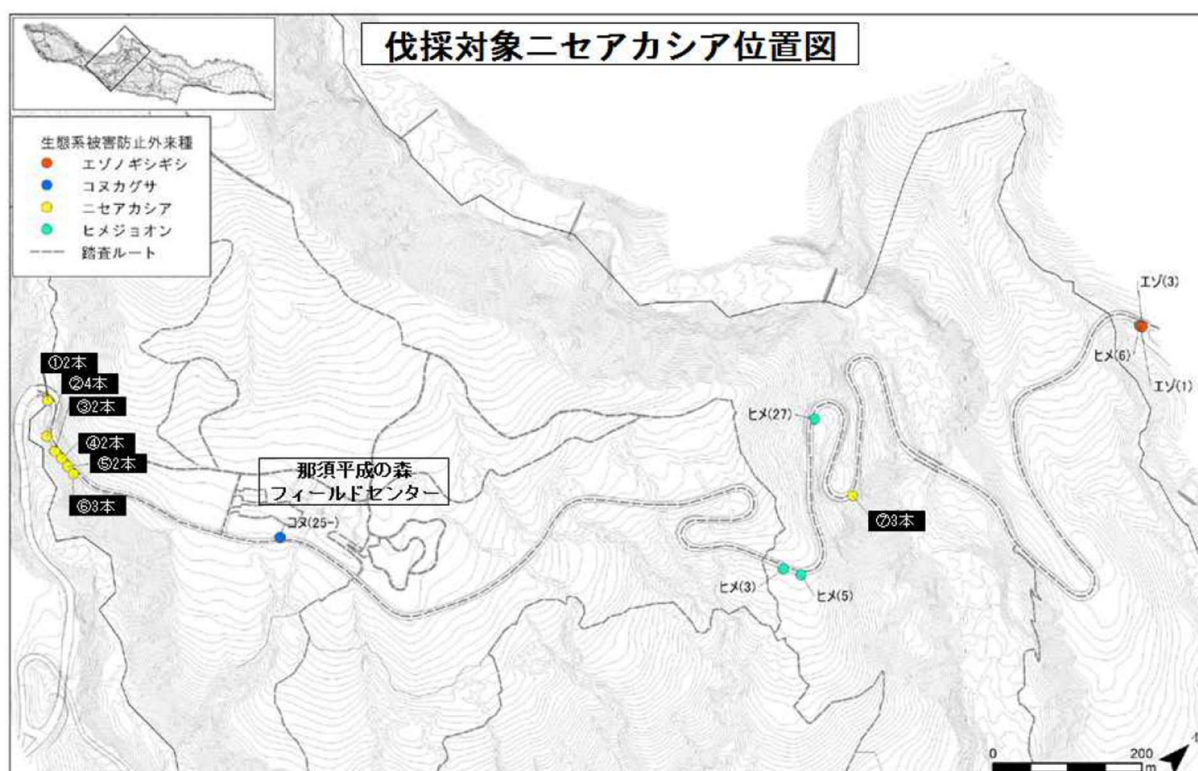 伐採対象ニセアカシア位置図
生態系被害防止外来種
エゾノギシギシ
コヌカグサ
ニセアカシア
ヒメジョオン
踏査ルート
エゾ(3)
ヒメ(6)
エゾ(1)
①2本
②4本
③2本
④2本
⑤2本
⑥3本
那須平成の森
フィールドセンター
コヌ(25-)
ヒメ(27)
⑦3本
ヒメ(3)
ヒメ(5)
0
200
m